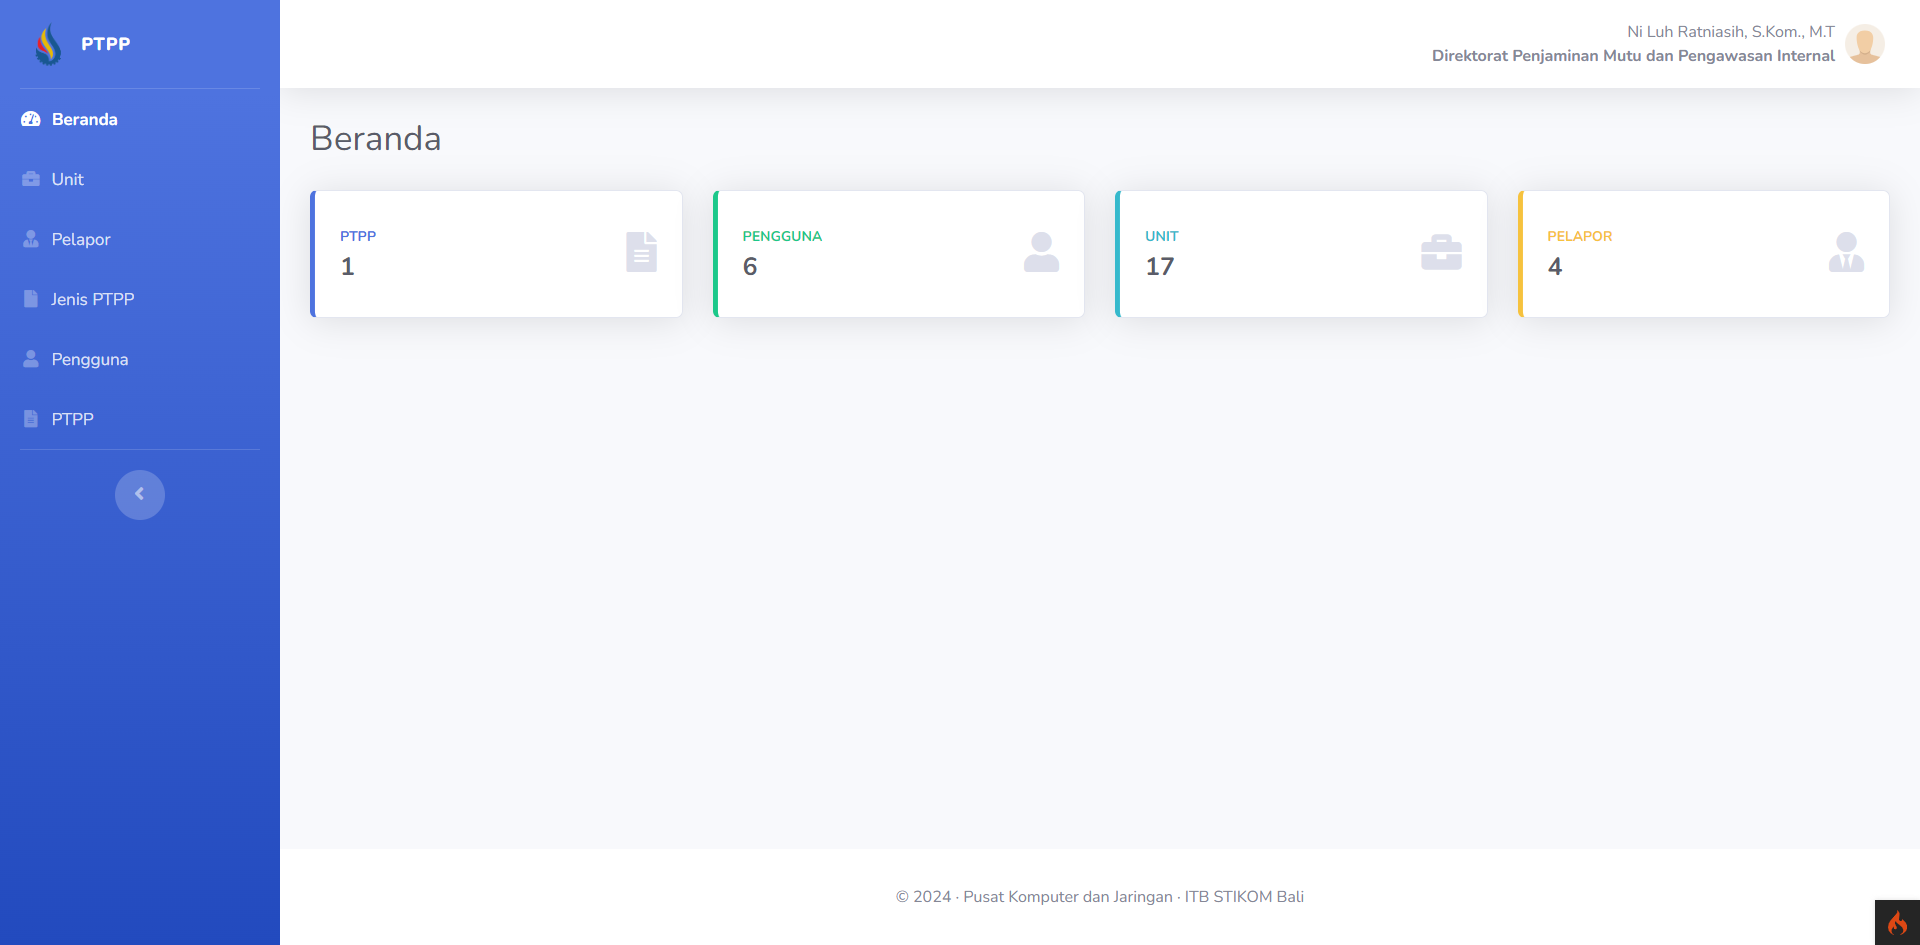 PTPP
Beranda
Unit
Pelapor
Jenis PTPP
Pengguna
PTPP
Ni Luh Ratniasih, S.Kom., M.T
Direktorat Penjaminan Mutu dan Pengawasan Internal
Beranda
PTPP
1
PENGGUNA
6
UNIT
17
PELAPOR
4
© 2024 · Pusat Komputer dan Jaringan · ITB STIKOM Bali